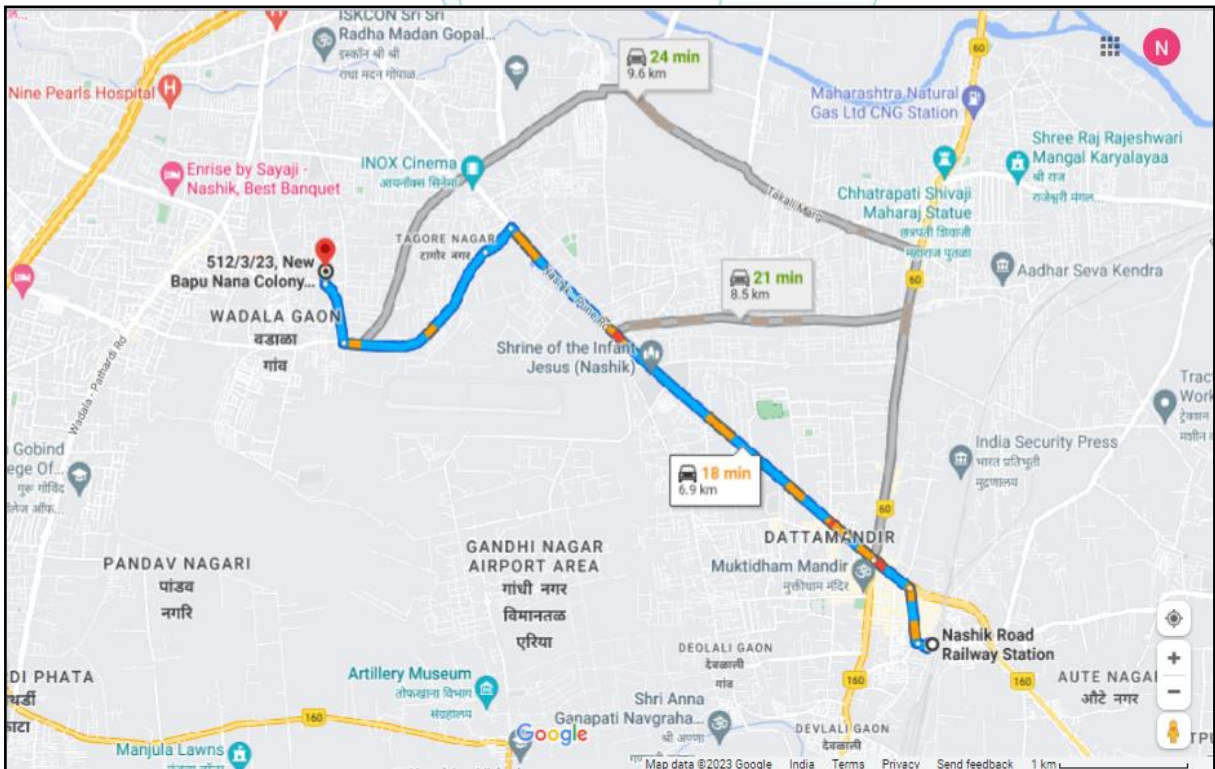 ISKCON Sri Sri
Radha Madan Gopal...
इस्कॉन श्री श्री
राधा मदन गोपाळ...
24 min
9.6 km
60
N
Nine Pearls Hospital
Maharashtra Natural
Gas Ltd CNG Station
Shree Raj Rajeshwari
Mangal Karyalayaa
श्री राज
राजेश्वरी मंगल...
INOX Cinema
आयनॉक्स सिनेमा
Enrise by Sayaji -
Nashik, Best Banquet
Takali Marg
Chhatrapati Shivaji
Maharaj Statue
छत्रपती शिवाजी
महाराज पुतळा
TAGORE NAGAR
टागोर नगर
512/3/23, New
Bapu Nana Colony...
Nashik - Pune Rd
21 min
8.5 km
60
Aadhar Seva Kendra
WADALA GAON
वडाळा
गांव
Wadala - Pathardi Rd
Shrine of the Infant
Jesus (Nashik)
Gobind
ege Of...
गुरू गोविंद
18 min
6.9 km
India Security Press
भारत प्रतिभूती
मुद्रणालय
60
PANDAV NAGARI
पांडव
नगरि
GANDHI NAGAR
AIRPORT AREA
गांधी नगर
विमानतळ
एरिया
DATTAMANDIR
Muktidham Mandir
मुक्तीधाम मंदिर
Nashik Road
Railway Station
DEOLALI GAON
देवळाली
गांव
160
160
AUTE NAGAR
औटे नगर
DI PHATA
Artillery Museum
तोफखाना विभाग
संग्रहालय
160
Shri Anna
Ganapati Navgraha...
श्री अण्णा
Google
DEVLALI GAON
देवळाली
Manjula Lawns
Map data ©2023 Google India Terms Privacy Send feedback 1 km